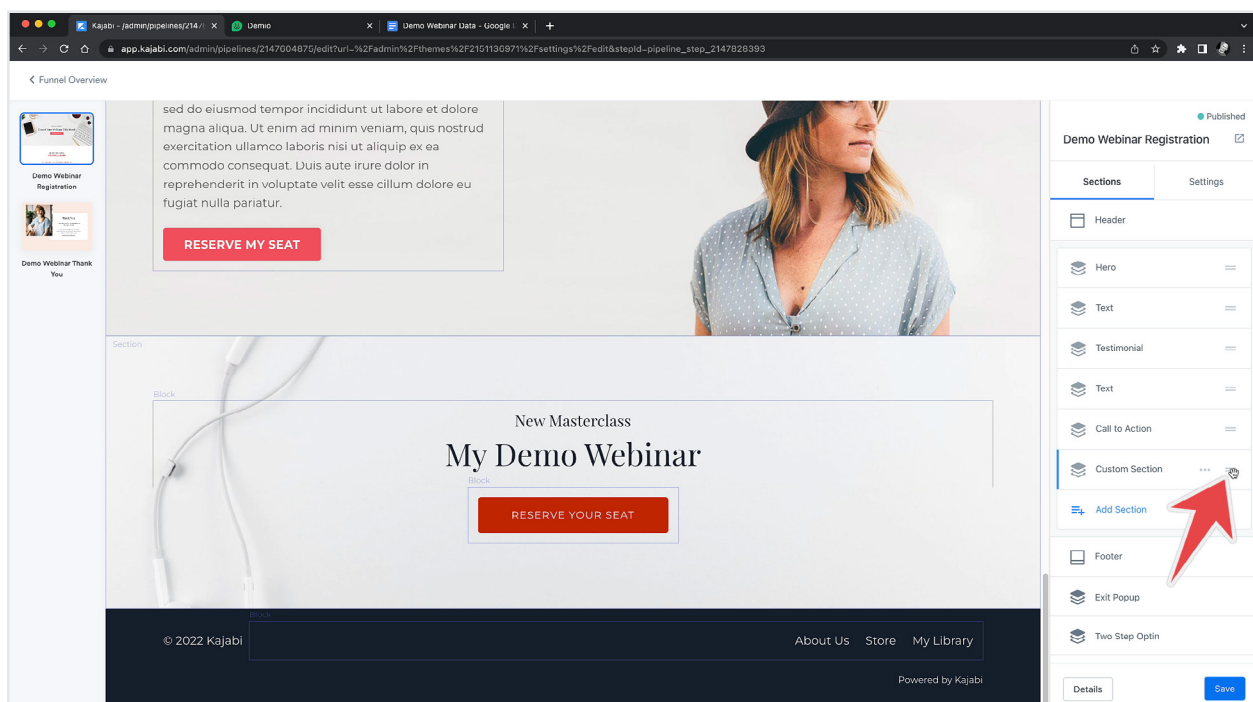 Kajabi - /admin/pipelines/2147
Demio
Demo Webinar Data - Google
app.kajabi.com/admin/pipelines/2147004875/edit?url=%2Fadmin%2Fthemes%2F2151130971%2Fsettings%2Fedit&stepId=pipeline_step_2147828393
Funnel Overview
Demo Webinar
Registration
Demo Webinar Thank
You
sed do eiusmod tempor incididunt ut labore et dolore
magna aliqua. Ut enim ad minim veniam, quis nostrud
exercitation ullamco laboris nisi ut aliquip ex ea
commodo consequat. Duis aute irure dolor in
reprehenderit in voluptate velit esse cillum dolore eu
fugiat nulla pariatur.
RESERVE MY SEAT
Section
Block
New Masterclass
My Demo Webinar
Block
RESERVE YOUR SEAT
Block
© 2022 Kajabi
About Us Store My Library
Powered by Kajabi
Published
Demo Webinar Registration
Sections Settings
Header
Hero
Text
Testimonial
Text
Call to Action
Custom Section
Add Section
Footer
Exit Popup
Two Step Optin
Details Save